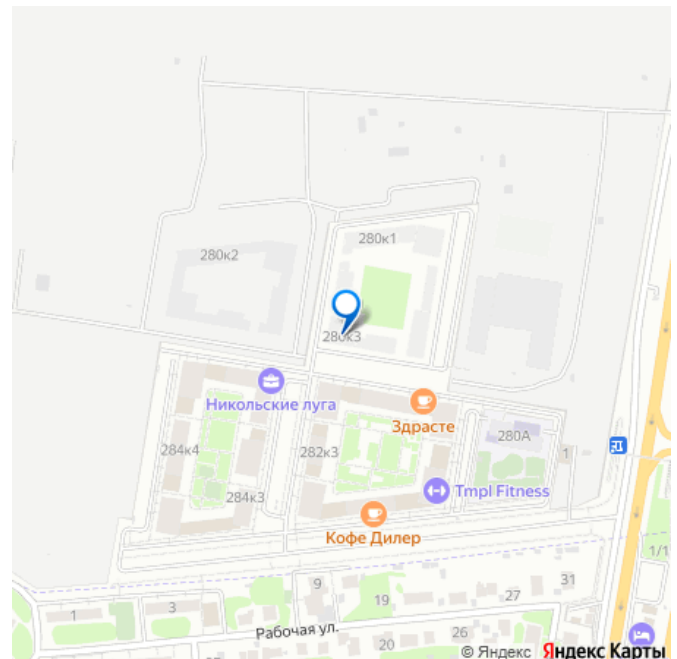 280к1
280к2
280к3
Никольские луга
Здрасте
284к4
282к3
280А
1
284к3
Tmpl Fitness
Кофе Дилер
1/1
9
31
1
3
19
27
Рабочая ул.
20
26
© Яндекс Яндекс Карты